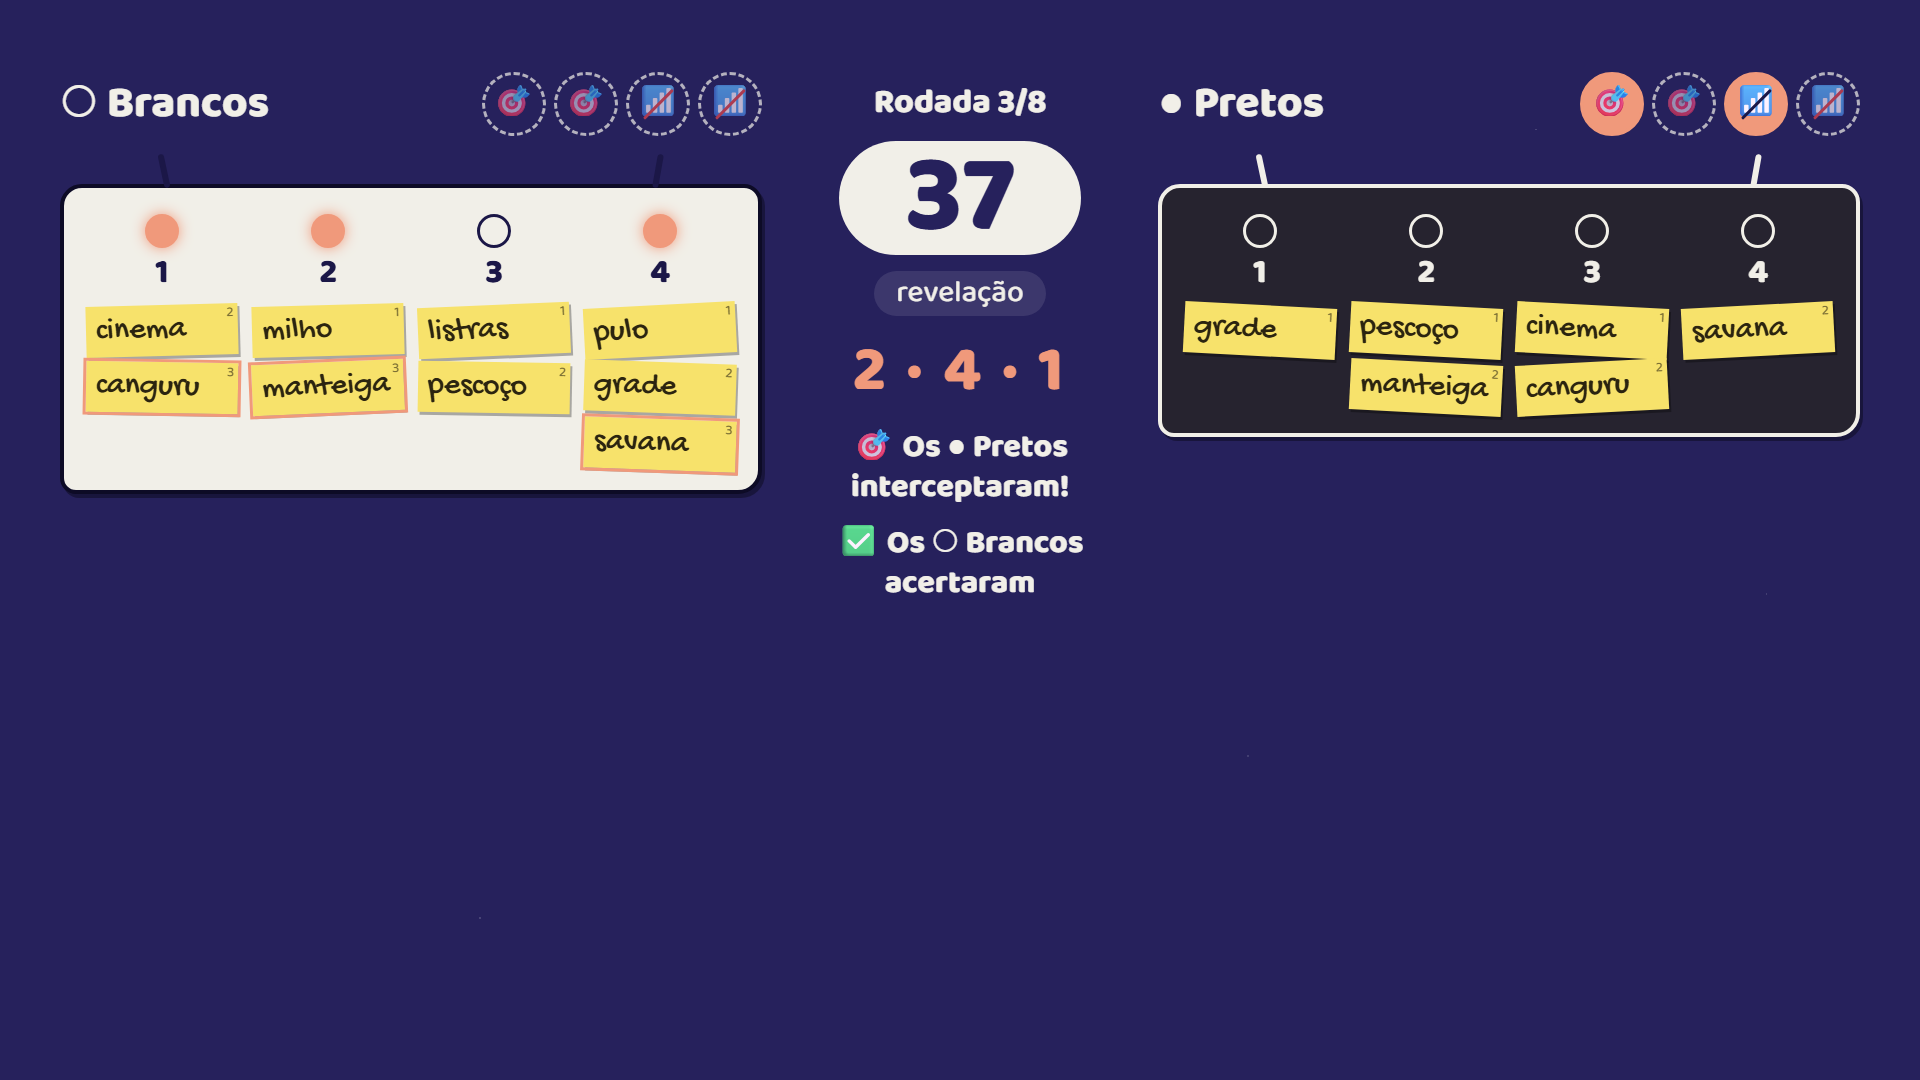 Brancos
1
2
3
4
cinema 2
milho 1
listras 1
pulo 1
canguru 3
manteiga 3
pescoço 2
grade 2
savana 3
Rodada 3/8
37
revelação
2 • 4 • 1
Os ● Pretos
interceptaram!
Os ○ Brancos
acertaram
Pretos
1
2
3
4
grade 1
pescoço 1
cinema 1
savana 2
manteiga 2
canguru 2